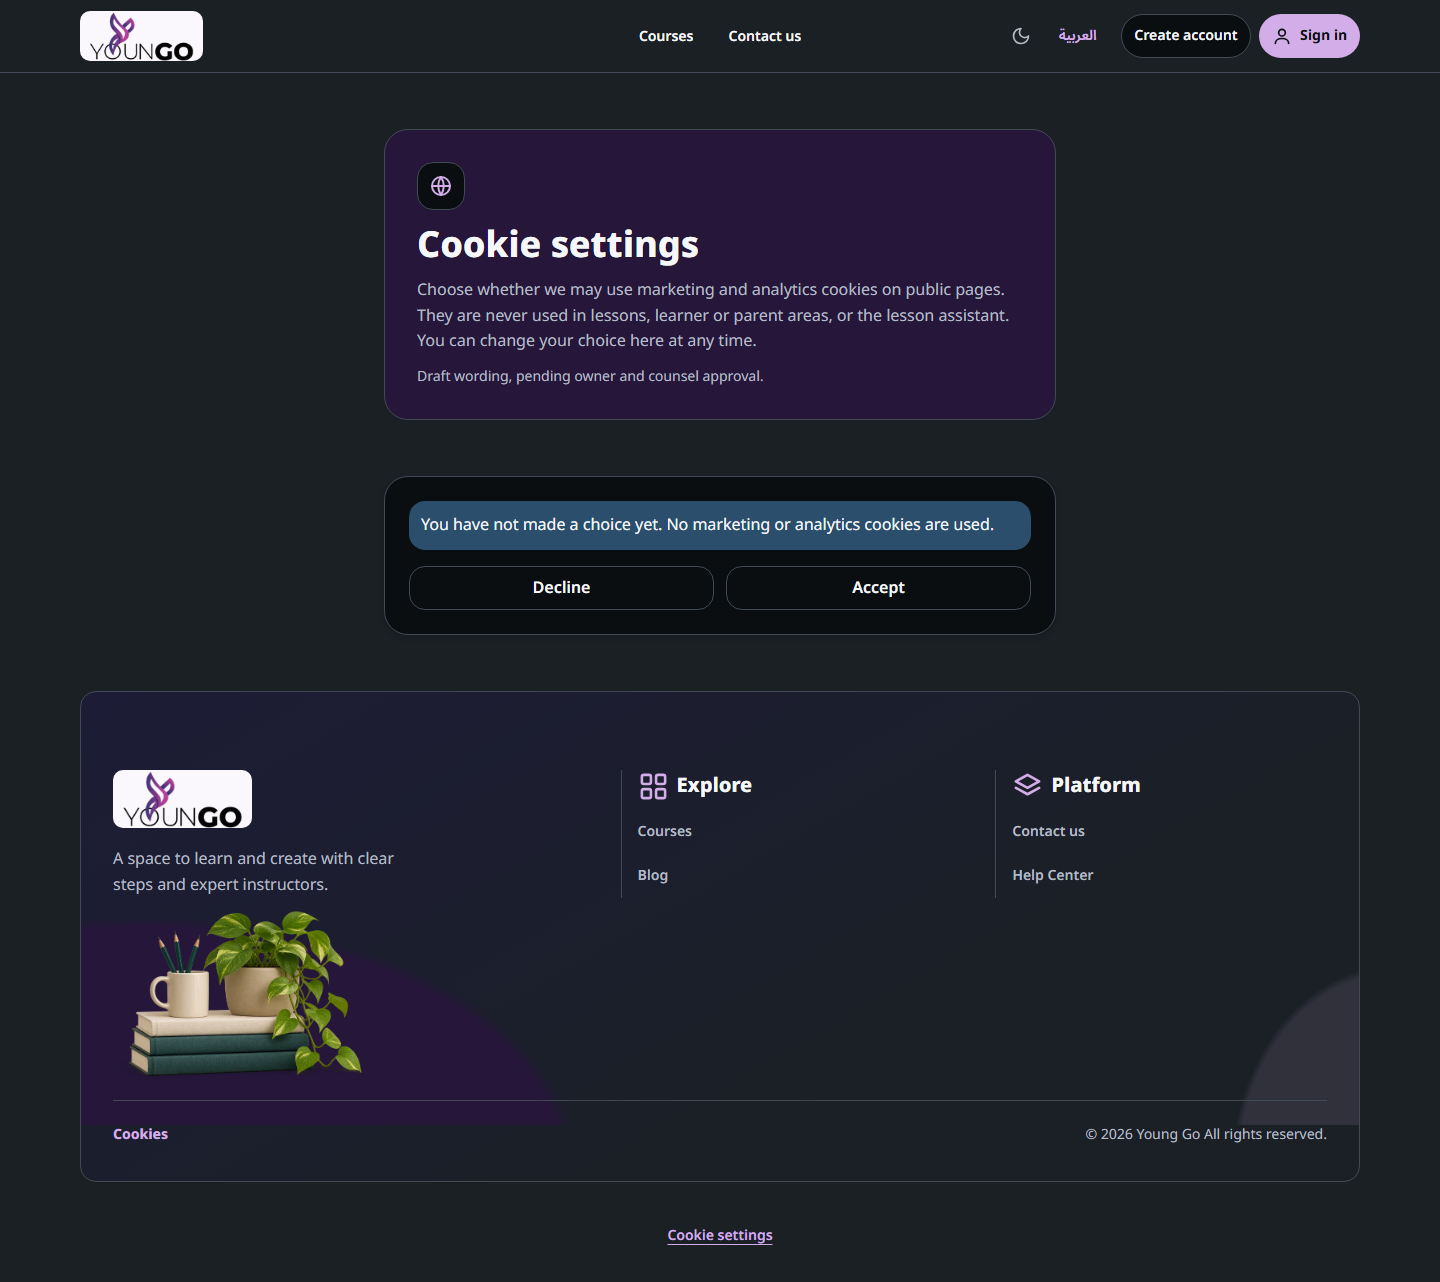 YOUNGO
Courses
Contact us
العربية
Create account
Sign in
Cookie settings
Choose whether we may use marketing and analytics cookies on public pages.
They are never used in lessons, learner or parent areas, or the lesson assistant.
You can change your choice here at any time.
Draft wording, pending owner and counsel approval.
You have not made a choice yet. No marketing or analytics cookies are used.
Decline
Accept
YOUNGO
A space to learn and create with clear
steps and expert instructors.
Explore
Courses
Blog
Platform
Contact us
Help Center
Cookies
© 2026 Young Go All rights reserved.
Cookie settings